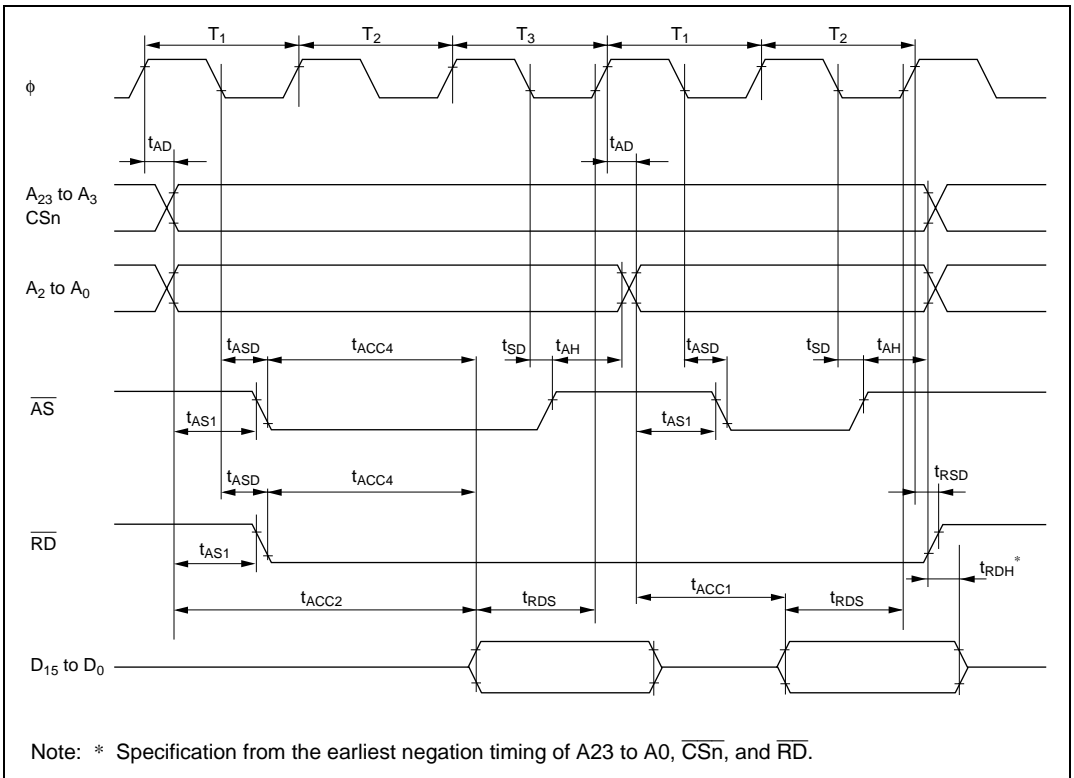 T1 T2 T3 T1 T2
ϕ
tAD tAD
A23 to A3
CSn
A2 to A0
tASD tACC4 tSD tAH tASD tSD tAH
AS
tAS1 tAS1
tASD tACC4 tRSD
RD
tAS1 tRDH*
tACC2 tRDS tACC1 tRDS
D15 to D0
Note: * Specification from the earliest negation timing of A23 to A0, CSn, and RD.